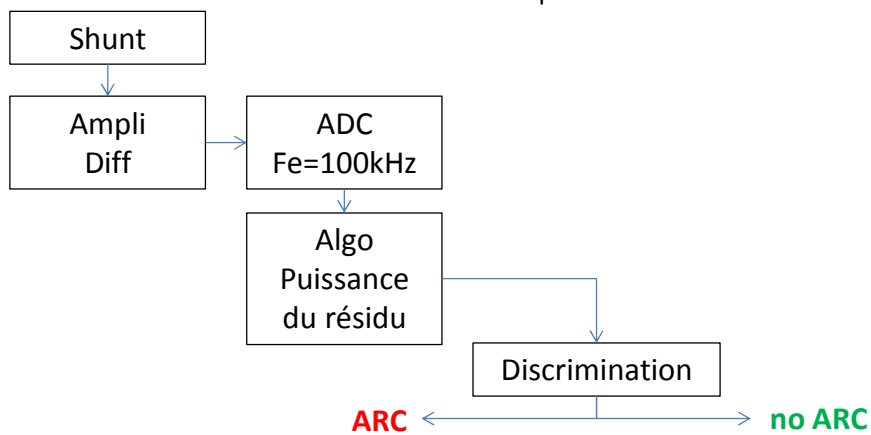 Shunt
Ampli
Diff
ADC
Fe=100kHz
Algo
Puissance
du résidu
Discrimination
ARC
no ARC